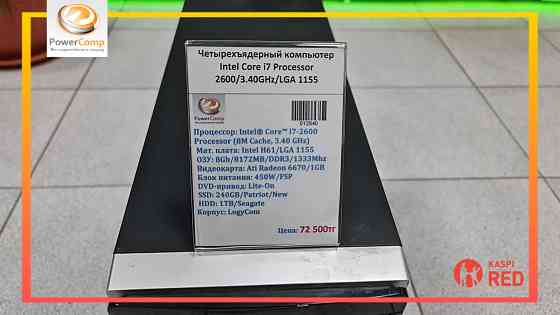 PowerComp
Четырехъядерный компьютер
Intel Core i7 Processor
2600/3.40GHz/LGA 1155
PowerComp
012640
Процессор: Intel® Core™ i7-2600
Processor (8M Cache, 3.40 GHz)
Мат. плата: Intel H61/LGA 1155
ОЗУ: 8Gb/8172MB/DDR3/1333Mhz
Видеокарта: Ati Radeon 6670/1GB
Блок питания: 450W/FSP
DVD-привод: Lite-On
SSD: 240GB/Patriot/New
HDD: 1TB/Seagate
Корпус: LogyCom
Цена: 72 500тг
KASPI
RED